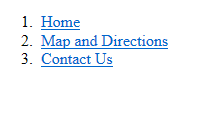 1. Home
2. Map and Directions
3. Contact Us